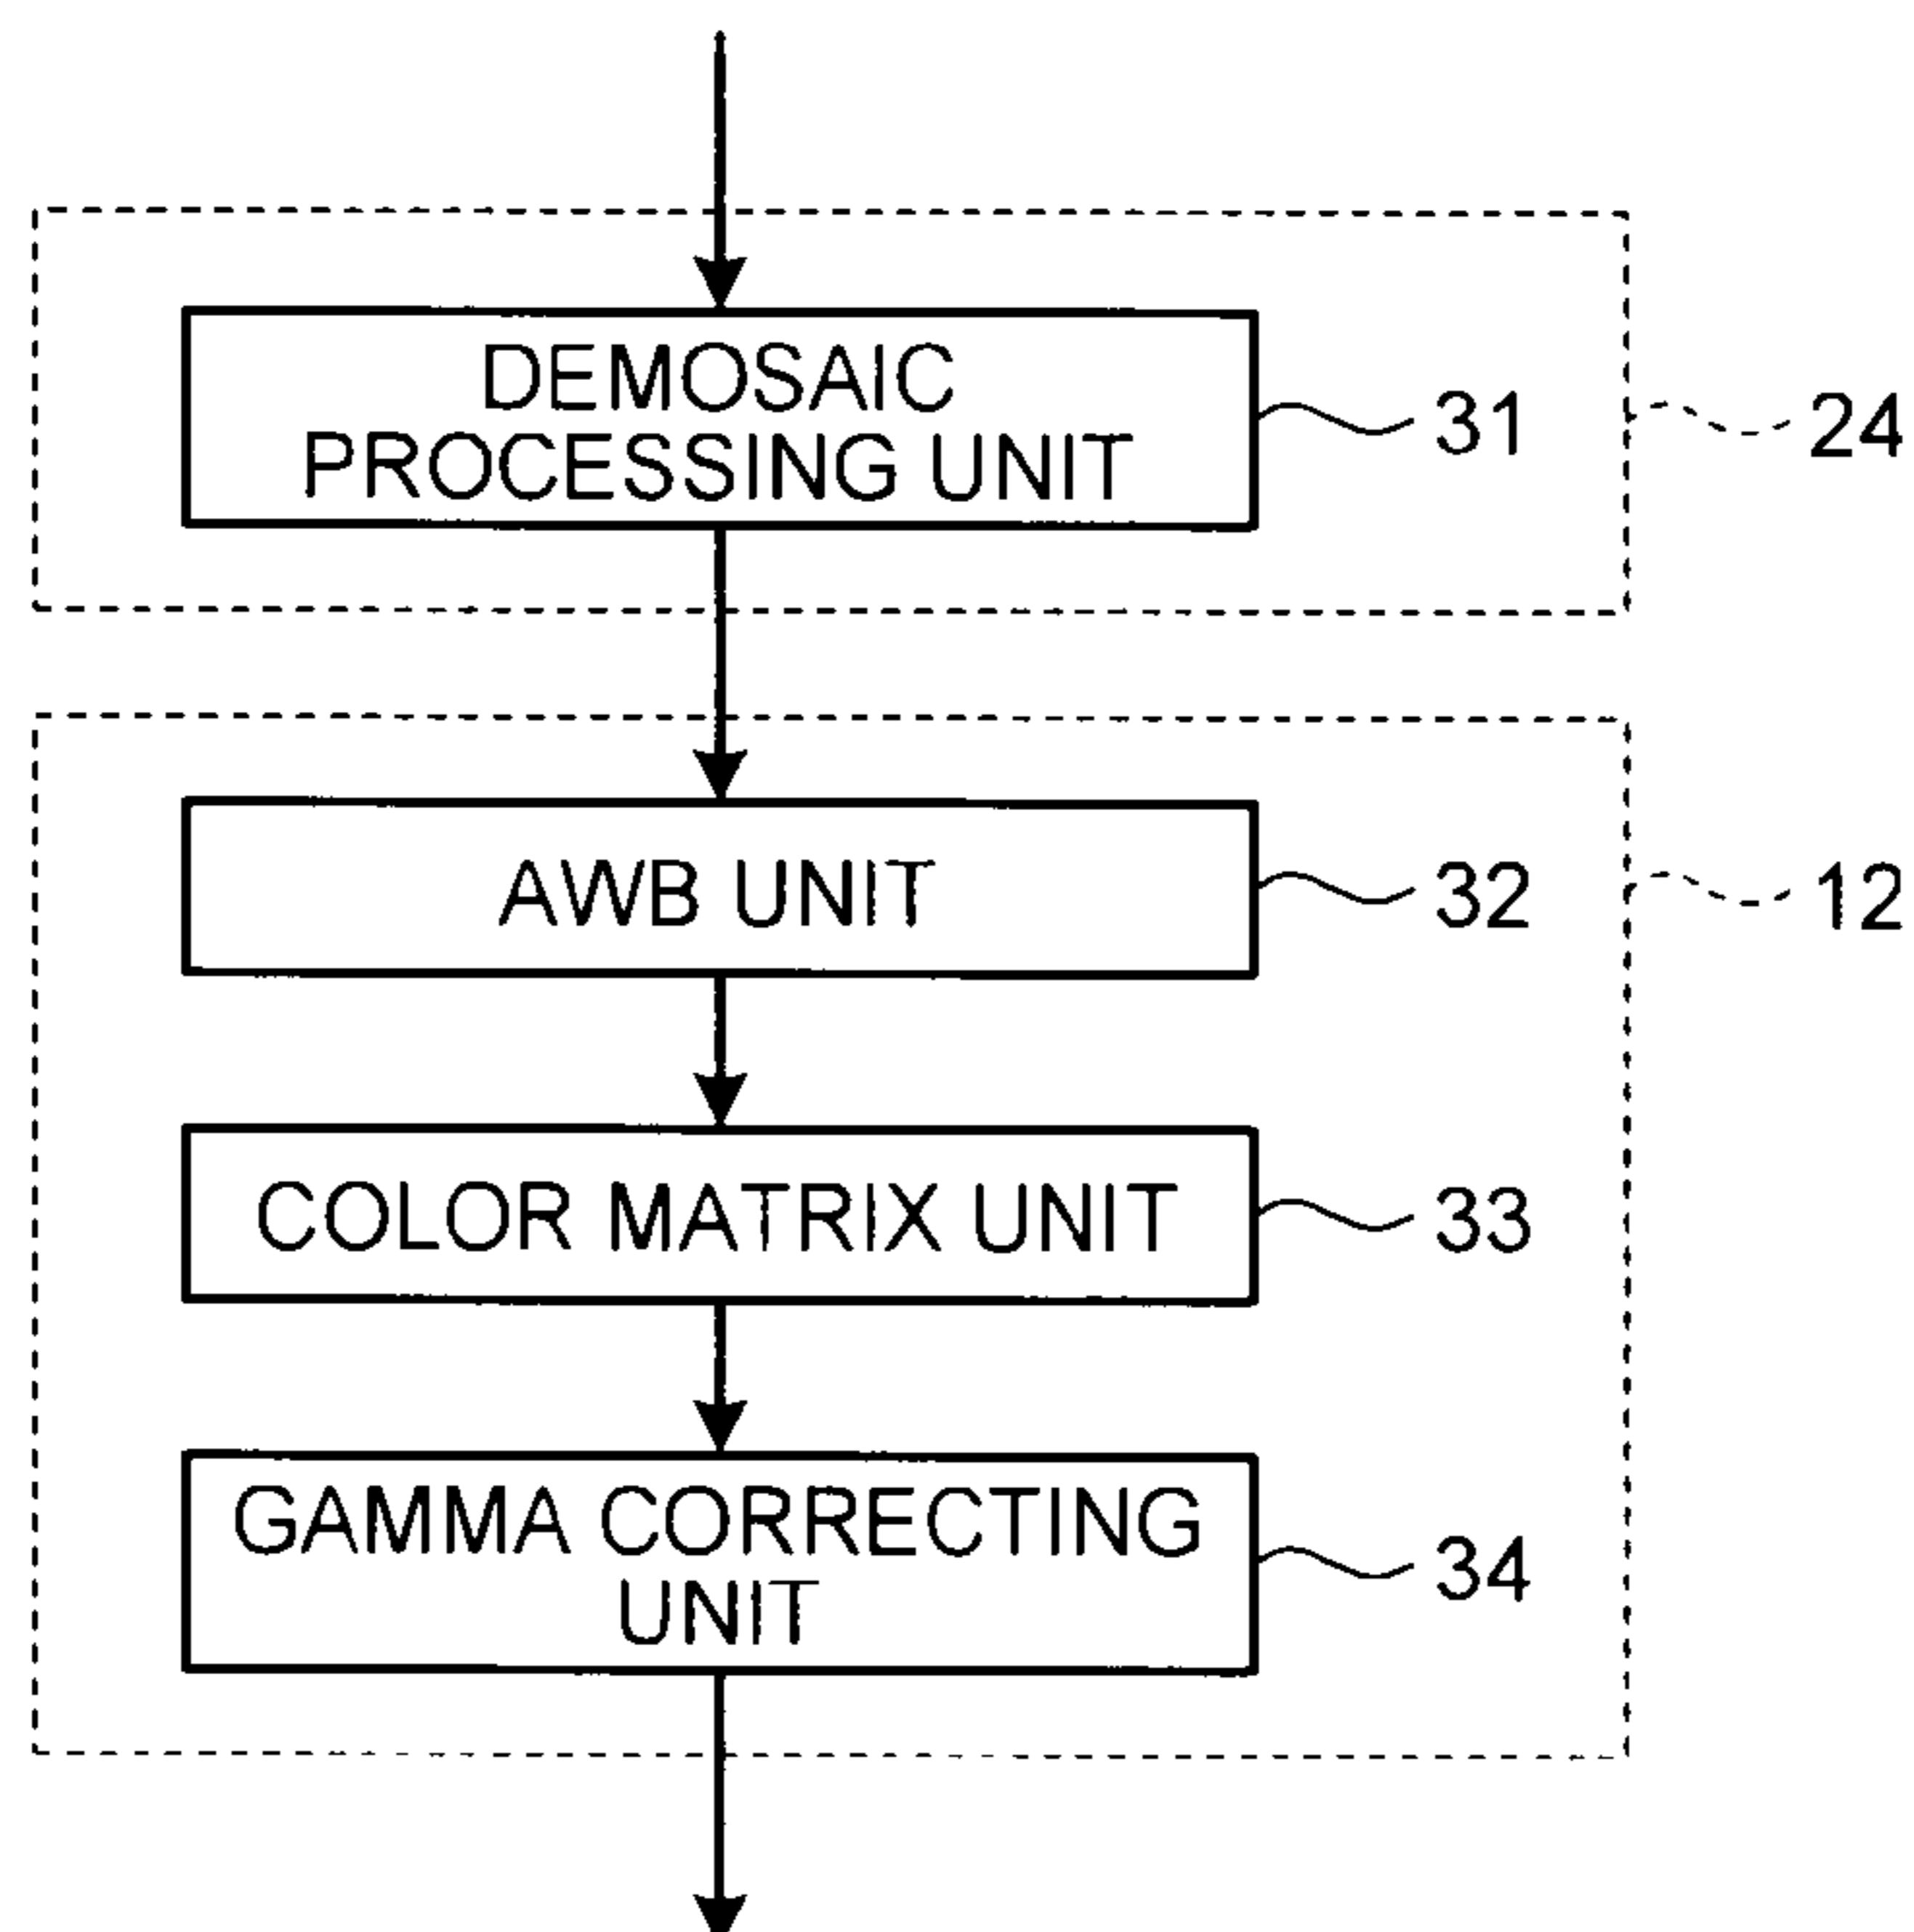 DEMOSAIC
PROCESSING UNIT
31
24
AWB UNIT
32
12
COLOR MATRIX UNIT
33
GAMMA CORRECTING
UNIT
34